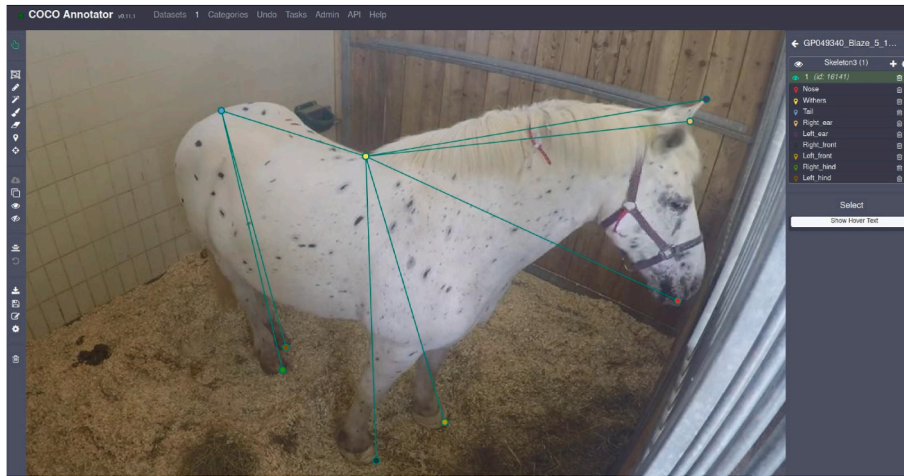 COCO Annotator v0.11.1 Datasets 1 Categories Undo Tasks Admin API Help
GP049340_Blaze_5_1...
Skeleton3 (1)
1 (id: 16141)
Nose
Withers
Tail
Right_ear
Left_ear
Right_front
Left_front
Right_hind
Left_hind
Select
Show Hover Text